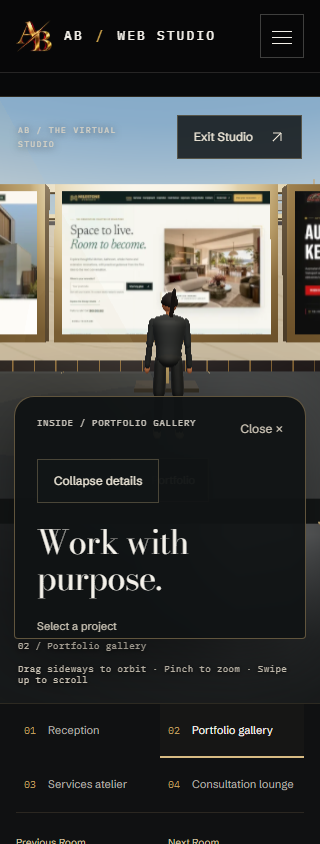 AB
AB / WEB STUDIO
AB / THE VIRTUAL
STUDIO
Exit Studio
Space to live.
Room to become.
INSIDE / PORTFOLIO GALLERY
Close ×
Collapse details
Work with
purpose.
Select a project
02 / Portfolio gallery
Drag sideways to orbit · Pinch to zoom · Swipe
up to scroll
01 Reception
02 Portfolio gallery
03 Services atelier
04 Consultation lounge
Previous Room
Next Room